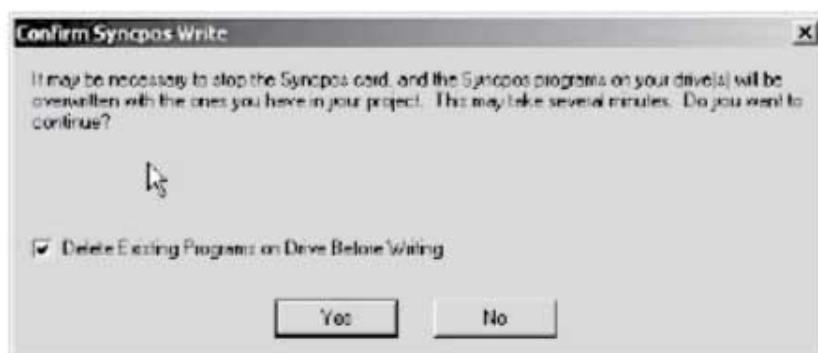 Confirm Syncpos Write
It may be necessary to stop the Syncpos card, and the Syncpos programs on your drive(s) will be
overwritten with the ones you have in your project. This may take several minutes. Do you want to
continue?
Delete Existing Programs on Drive Before Writing
Yes
No